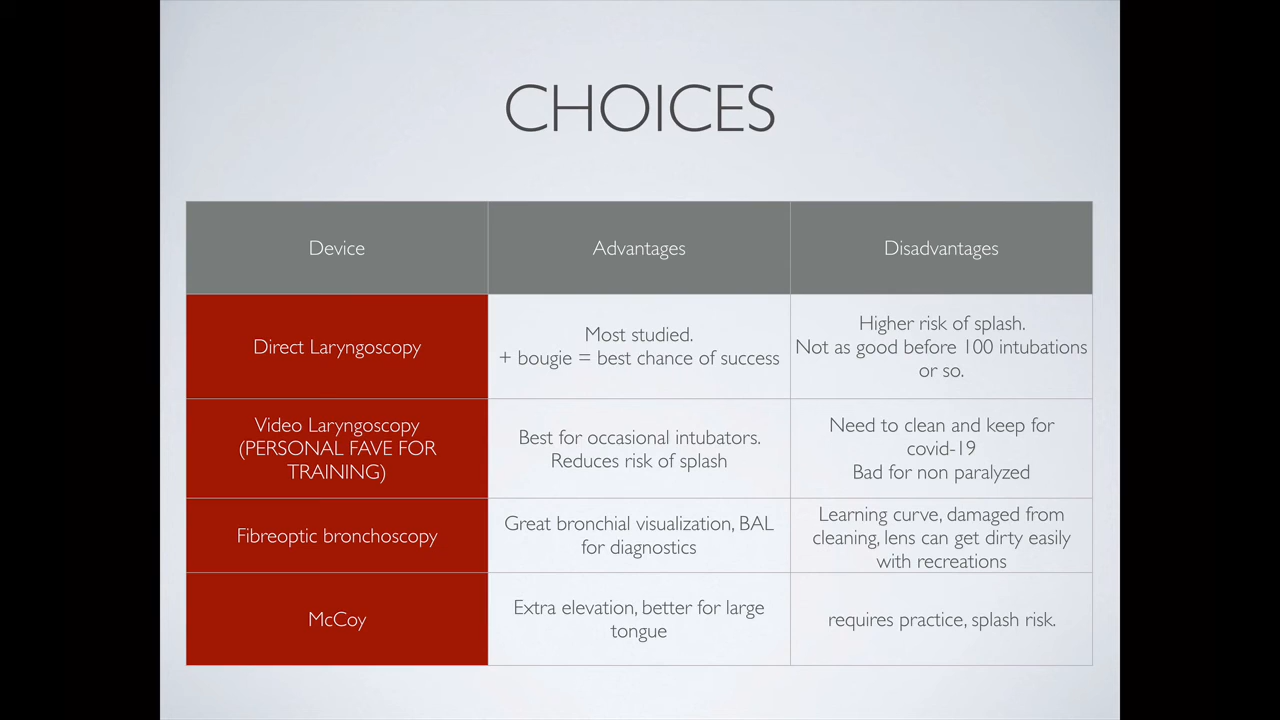 CHOICES
Device
Advantages
Disadvantages
Direct Laryngoscopy
Most studied.
+ bougie = best chance of success
Higher risk of splash.
Not as good before 100 intubations
or so.
Video Laryngoscopy
(PERSONAL FAVE FOR
TRAINING)
Best for occasional intubators.
Reduces risk of splash
Need to clean and keep for
covid-19
Bad for non paralyzed
Fibreoptic bronchoscopy
Great bronchial visualization, BAL
for diagnostics
Learning curve, damaged from
cleaning, lens can get dirty easily
with recreations
McCoy
Extra elevation, better for large
tongue
requires practice, splash risk.